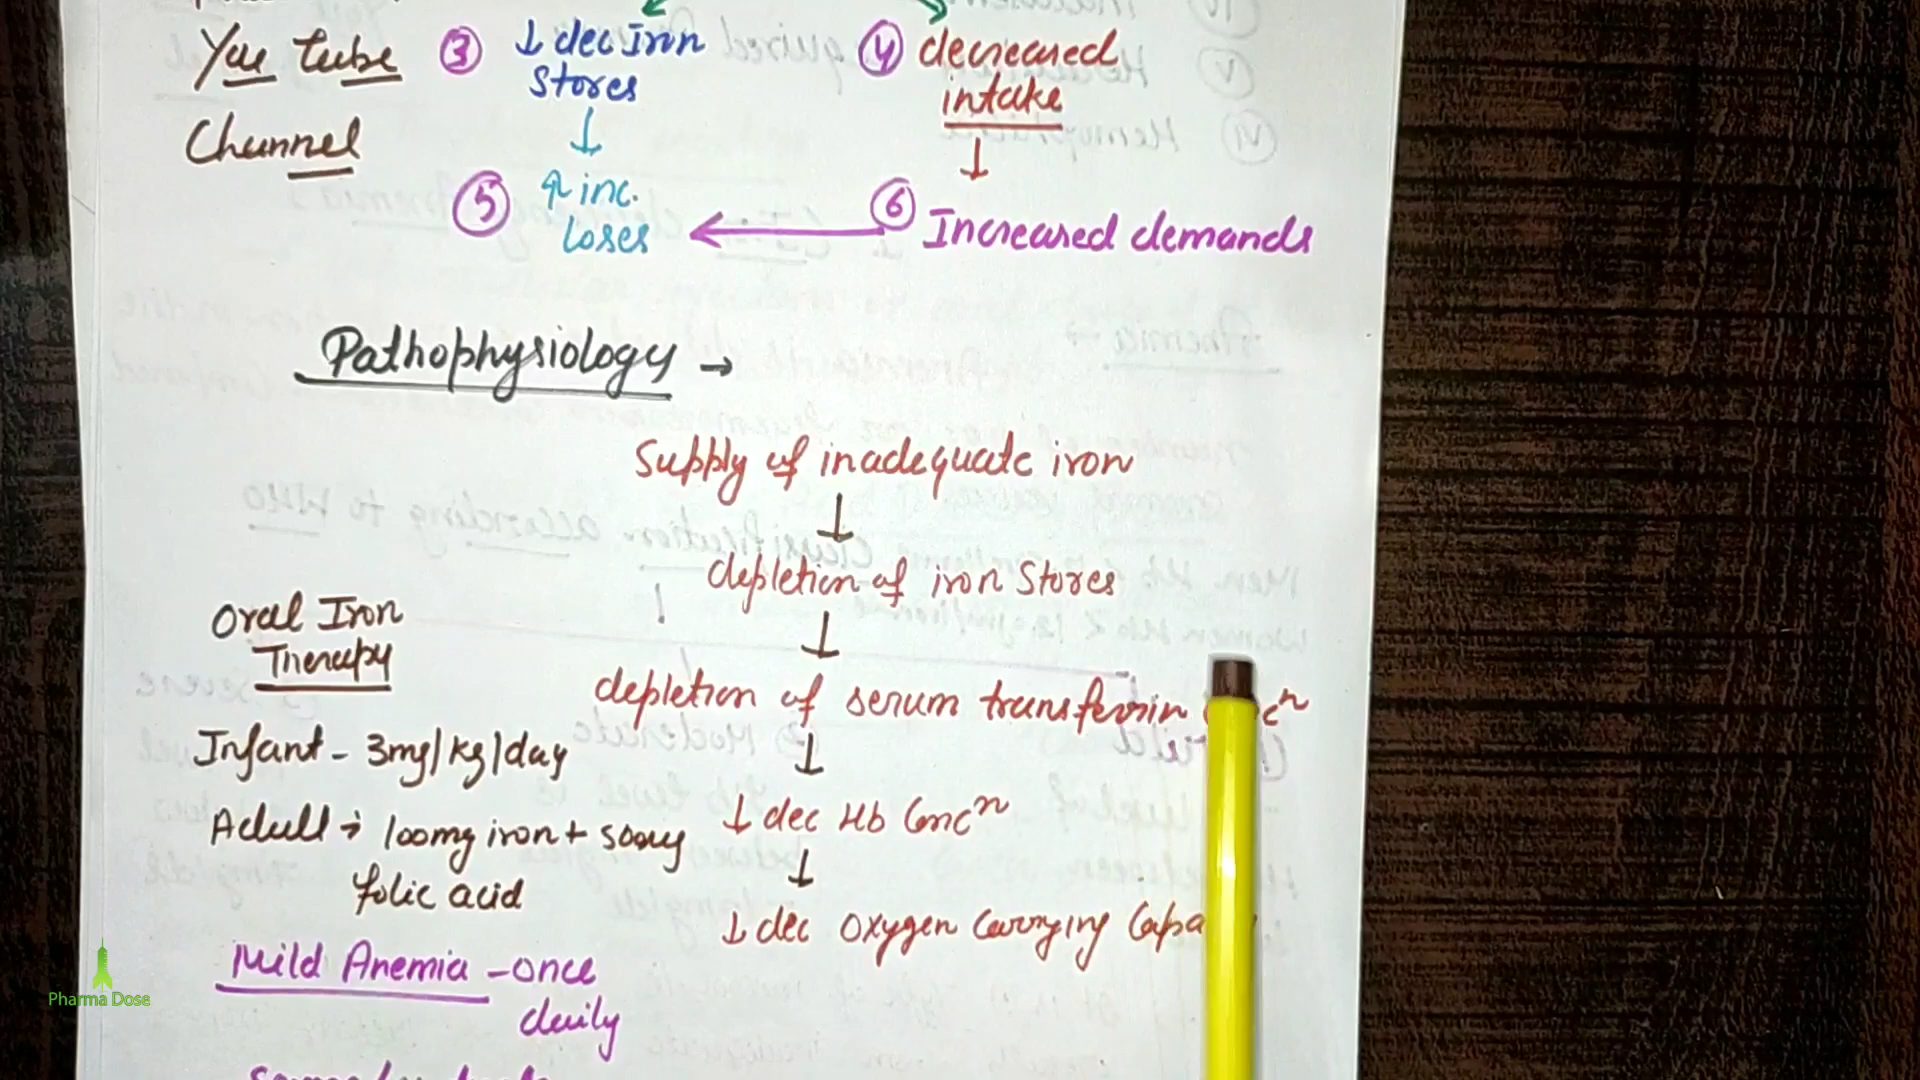 You tube
Channel
③ ↓ dec Iron
Stores
④ decreased
intake
↓
↓
⑤ ↑ inc.
loses
⑥ Increased demands
Pathophysiology →
Supply of inadequate iron
↓
depletion of iron Stores
↓
depletion of serum transferrin
↓
↓ dec Hb Concⁿ
↓
↓ dec Oxygen Carrying
Oral Iron
Therapy
Infant - 3mg/kg/day
Adult → 100mg iron +
folic acid
Mild Anemia - once
daily
Pharma Dose